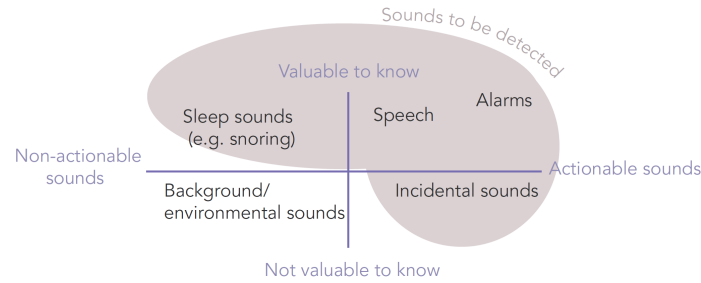 Sounds to be detected
Valuable to know
Alarms
Speech
Sleep sounds
(e.g. snoring)
Non-actionable
sounds
Actionable sounds
Background/
environmental sounds
Incidental sounds
Not valuable to know